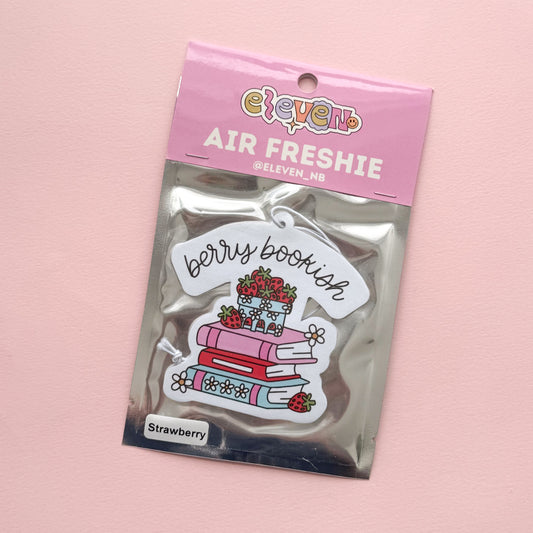 eleven
AIR FRESHIE
@ELEVEN_NB
berry bookish
Strawberry